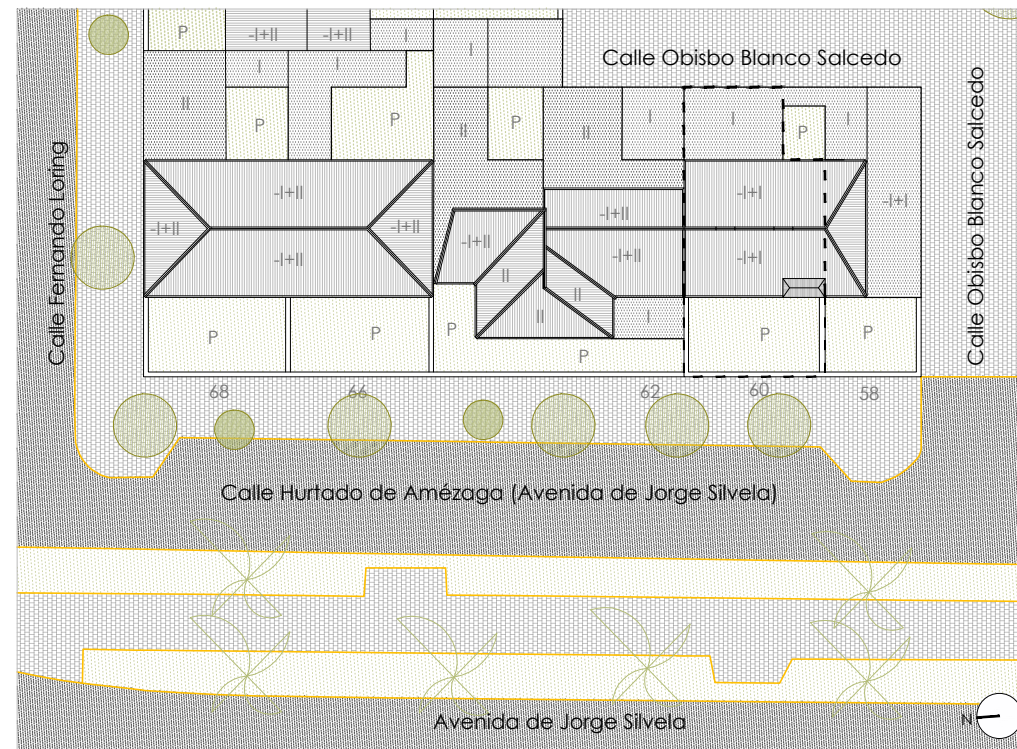 P
-I+II
-I+II
I
I
Calle Obisbo Blanco Salcedo
I
I
II
P
P
II
P
II
I
I
P
I
Calle Fernando Loring
Calle Obisbo Blanco Salcedo
-I+II
-I+I
-I+I
-I+II
-I+II
-I+II
-I+II
-I+II
-I+II
-I+I
II
II
II
I
P
P
P
P
P
P
68
66
62
60
58
Calle Hurtado de Amézaga (Avenida de Jorge Silvela)
N
Avenida de Jorge Silvela